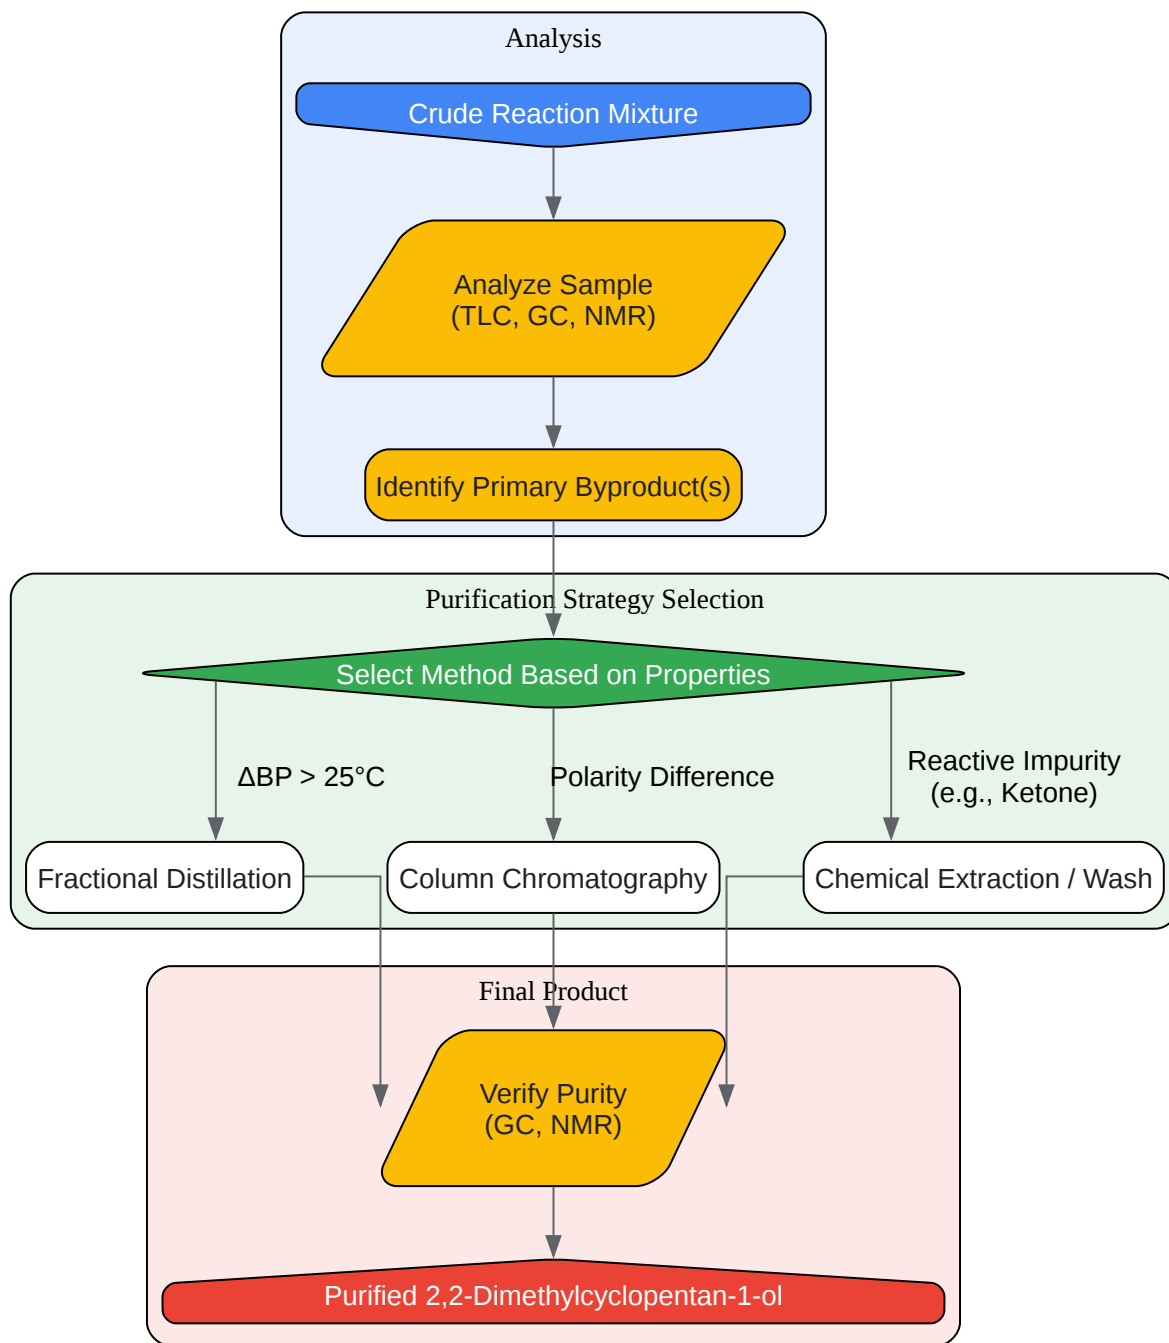 Analysis
Crude Reaction Mixture
Analyze Sample
(TLC, GC, NMR)
Identify Primary Byproduct(s)
Purification Strategy Selection
Select Method Based on Properties
ΔBP > 25°C
Polarity Difference
Reactive Impurity
(e.g., Ketone)
Fractional Distillation
Column Chromatography
Chemical Extraction / Wash
Final Product
Verify Purity
(GC, NMR)
Purified 2,2-Dimethylcyclopentan-1-ol